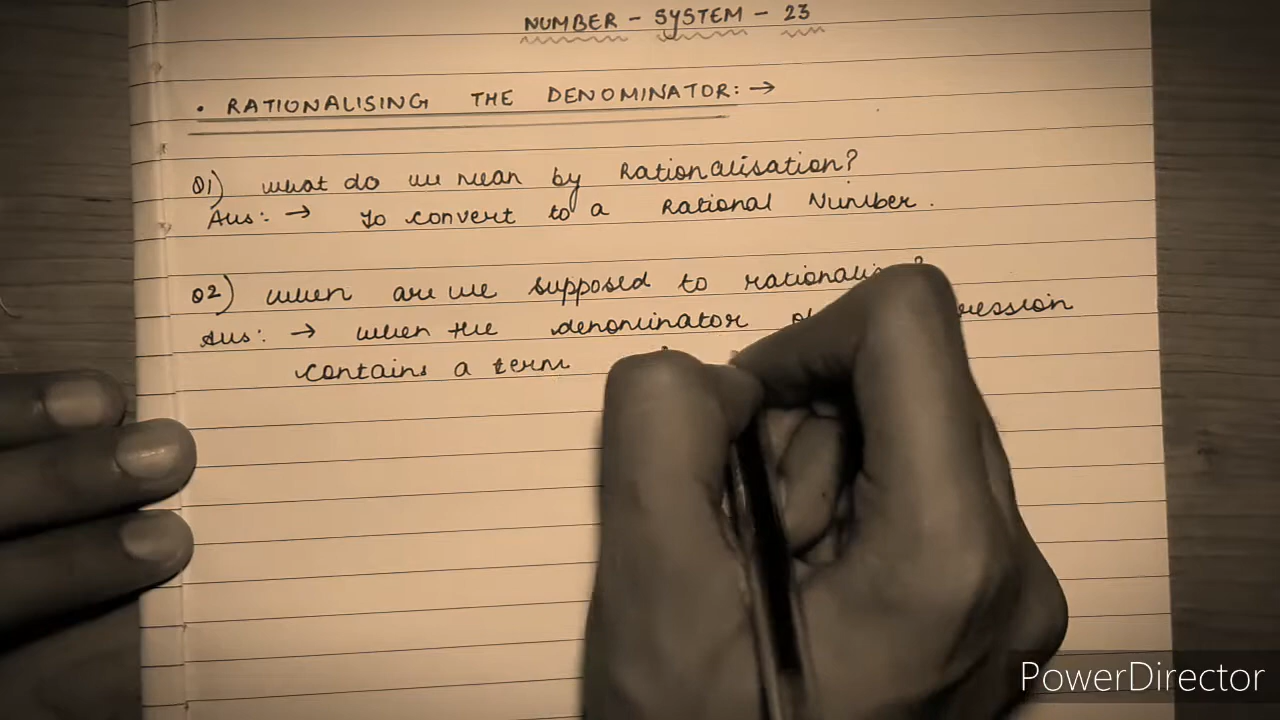 NUMBER - SYSTEM - 23
• RATIONALISING THE DENOMINATOR: →
Q1) what do we mean by Rationalisation?
Ans: → To convert to a Rational Number.
Q2) when are we supposed to
Ans: → when the denominator
contains a term
PowerDirector